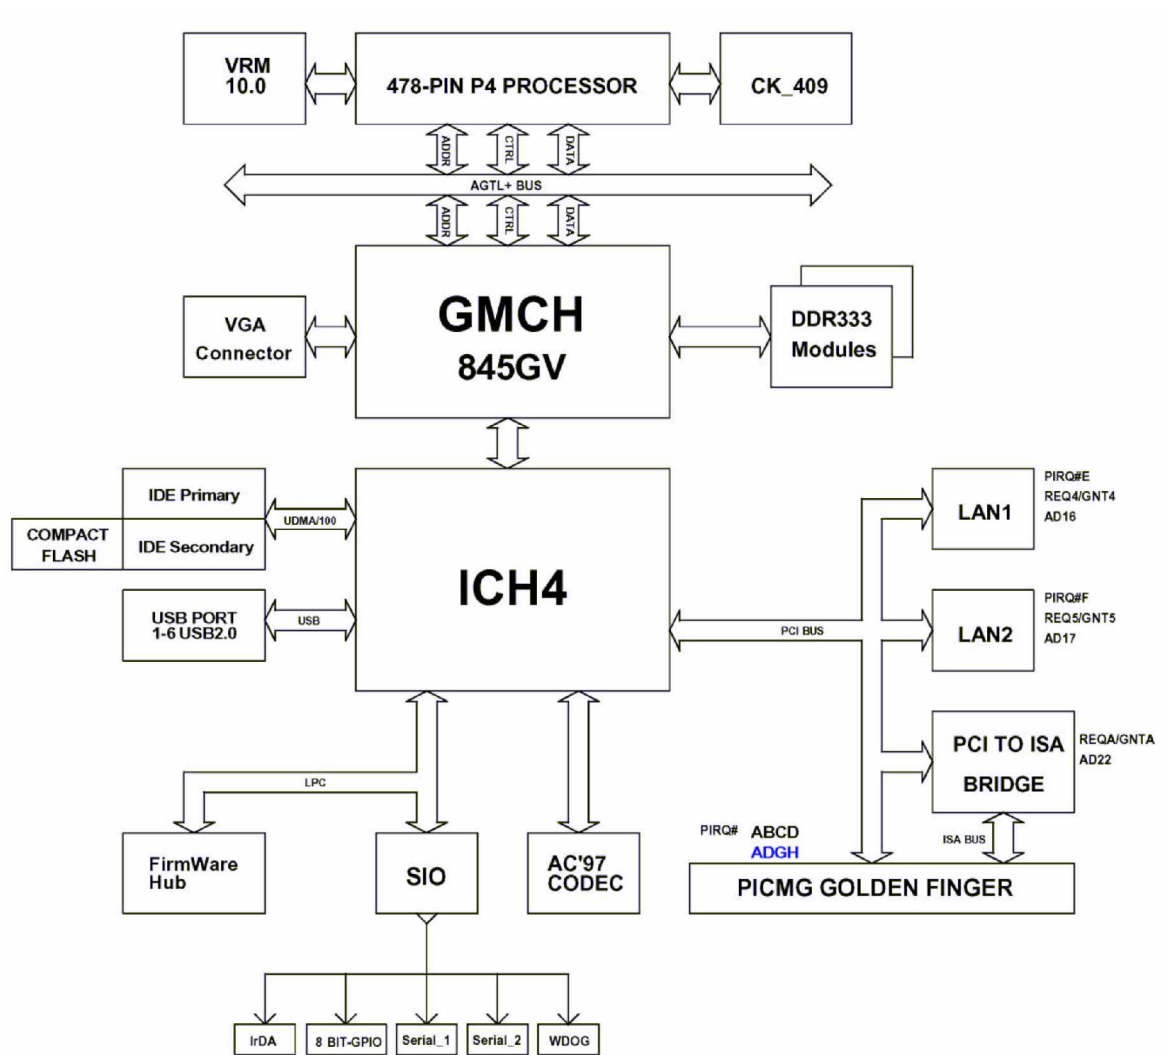 VRM
10.0
478-PIN P4 PROCESSOR
CK_409
ADDR
CTRL
DATA
AGTL+ BUS
ADDR
CTRL
DATA
GMCH
845GV
VGA
Connector
DDR333
Modules
IDE Primary
UDMA/100
COMPACT
FLASH
IDE Secondary
ICH4
USB PORT
1-6 USB2.0
USB
PCI BUS
LAN1
PIRQ#E
REQ4/GNT4
AD16
LAN2
PIRQ#F
REQ5/GNT5
AD17
PCI TO ISA
BRIDGE
REQA/GNTA
AD22
LPC
ISA BUS
PIRQ# ABCD
ADGH
FirmWare
Hub
SIO
AC'97
CODEC
PICMG GOLDEN FINGER
IrDA
8 BIT-GPIO
Serial_1
Serial_2
WDOG